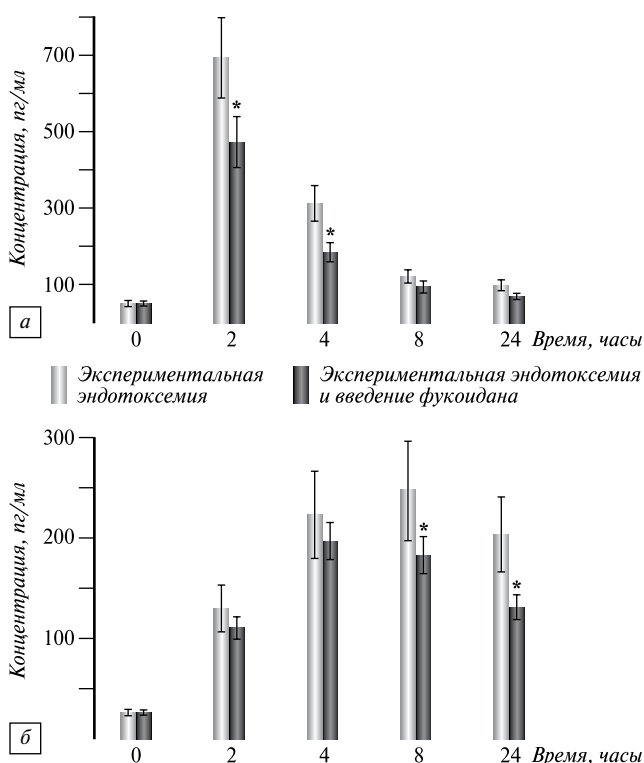 Концентрация, пг/мл
700
500
*
300
*
100
а
0 2 4 8 24 Время, часы
Экспериментальная
эндотоксемия
Экспериментальная эндотоксемия
и введение фукоидана
Концентрация, пг/мл
300
*
200
*
100
б
0 2 4 8 24 Время, часы